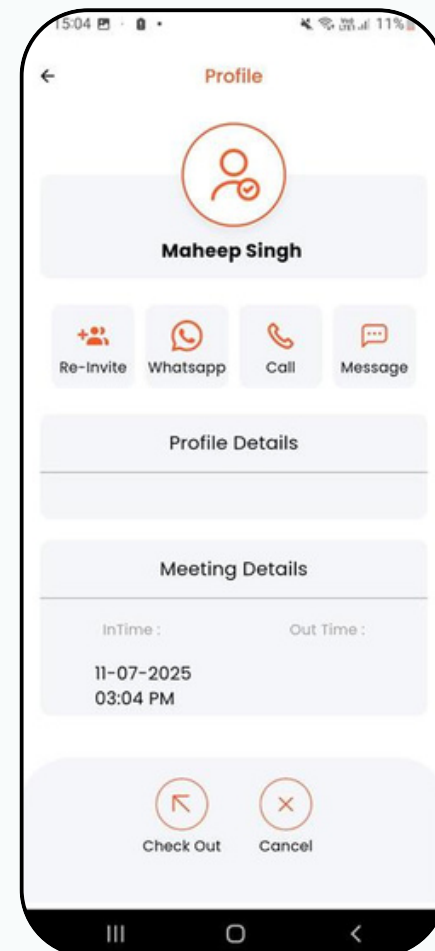 15:04 11%
Profile
Maheep Singh
Re-Invite Whatsapp Call Message
Profile Details
Meeting Details
InTime : Out Time :
11-07-2025
03:04 PM
Check Out Cancel